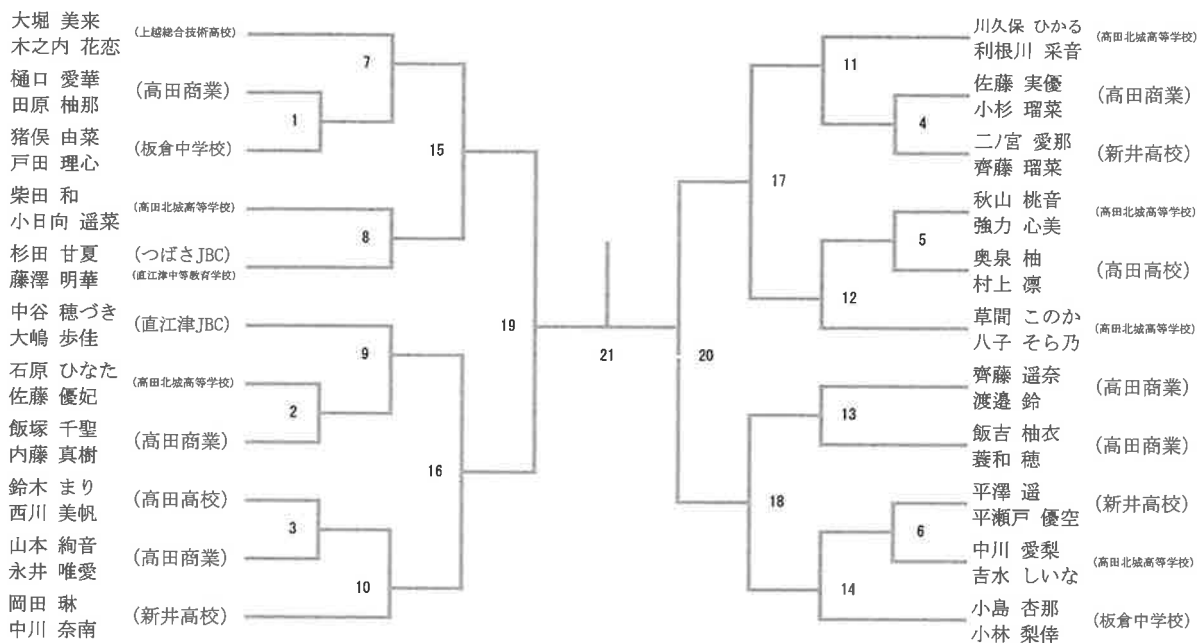 大堀 美来
(上越総合技術高校)
木之内 花恋
7
樋口 愛華
(高田商業)
田原 柚那
1
猪俣 由菜
(板倉中学校)
戸田 理心
15
柴田 和
(高田北城高等学校)
小日向 遥菜
8
杉田 甘夏 (つばさJBC)
藤澤 明華 (直江津中等教育学校)
中谷 穂づき
(直江津JBC)
大嶋 歩佳
19
9
石原 ひなた
(高田北城高等学校)
佐藤 優妃
2
飯塚 千聖
(高田商業)
内藤 真樹
16
鈴木 まり
(高田高校)
西川 美帆
3
山本 絢音
(高田商業)
永井 唯愛
10
岡田 琳
(新井高校)
中川 奈南
21
川久保 ひかる
(高田北城高等学校)
利根川 采音
11
佐藤 実優
(高田商業)
小杉 瑠菜
4
二ノ宮 愛那
(新井高校)
齊藤 瑠菜
17
秋山 桃音
(高田北城高等学校)
強力 心美
5
奥泉 柚
(高田高校)
村上 凛
12
草間 このか
(高田北城高等学校)
八子 そら乃
20
齊藤 遥奈
(高田商業)
渡邉 鈴
13
飯吉 柚衣
(高田商業)
蓑和 穂
18
平澤 遥
(新井高校)
平瀬戸 優空
6
中川 愛梨
(高田北城高等学校)
吉水 しいな
14
小島 杏那
(板倉中学校)
小林 梨倖